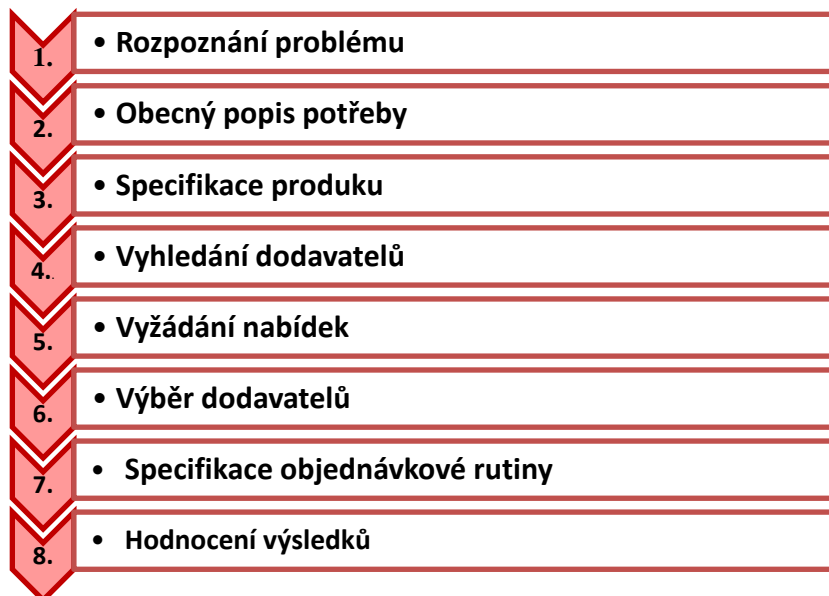 1. • Rozpoznání problému
2. • Obecný popis potřeby
3. • Specifikace produku
4.. • Vyhledání dodavatelů
5. • Vyžádání nabídek
6. • Výběr dodavatelů
7. • Specifikace objednávkové rutiny
8. • Hodnocení výsledků